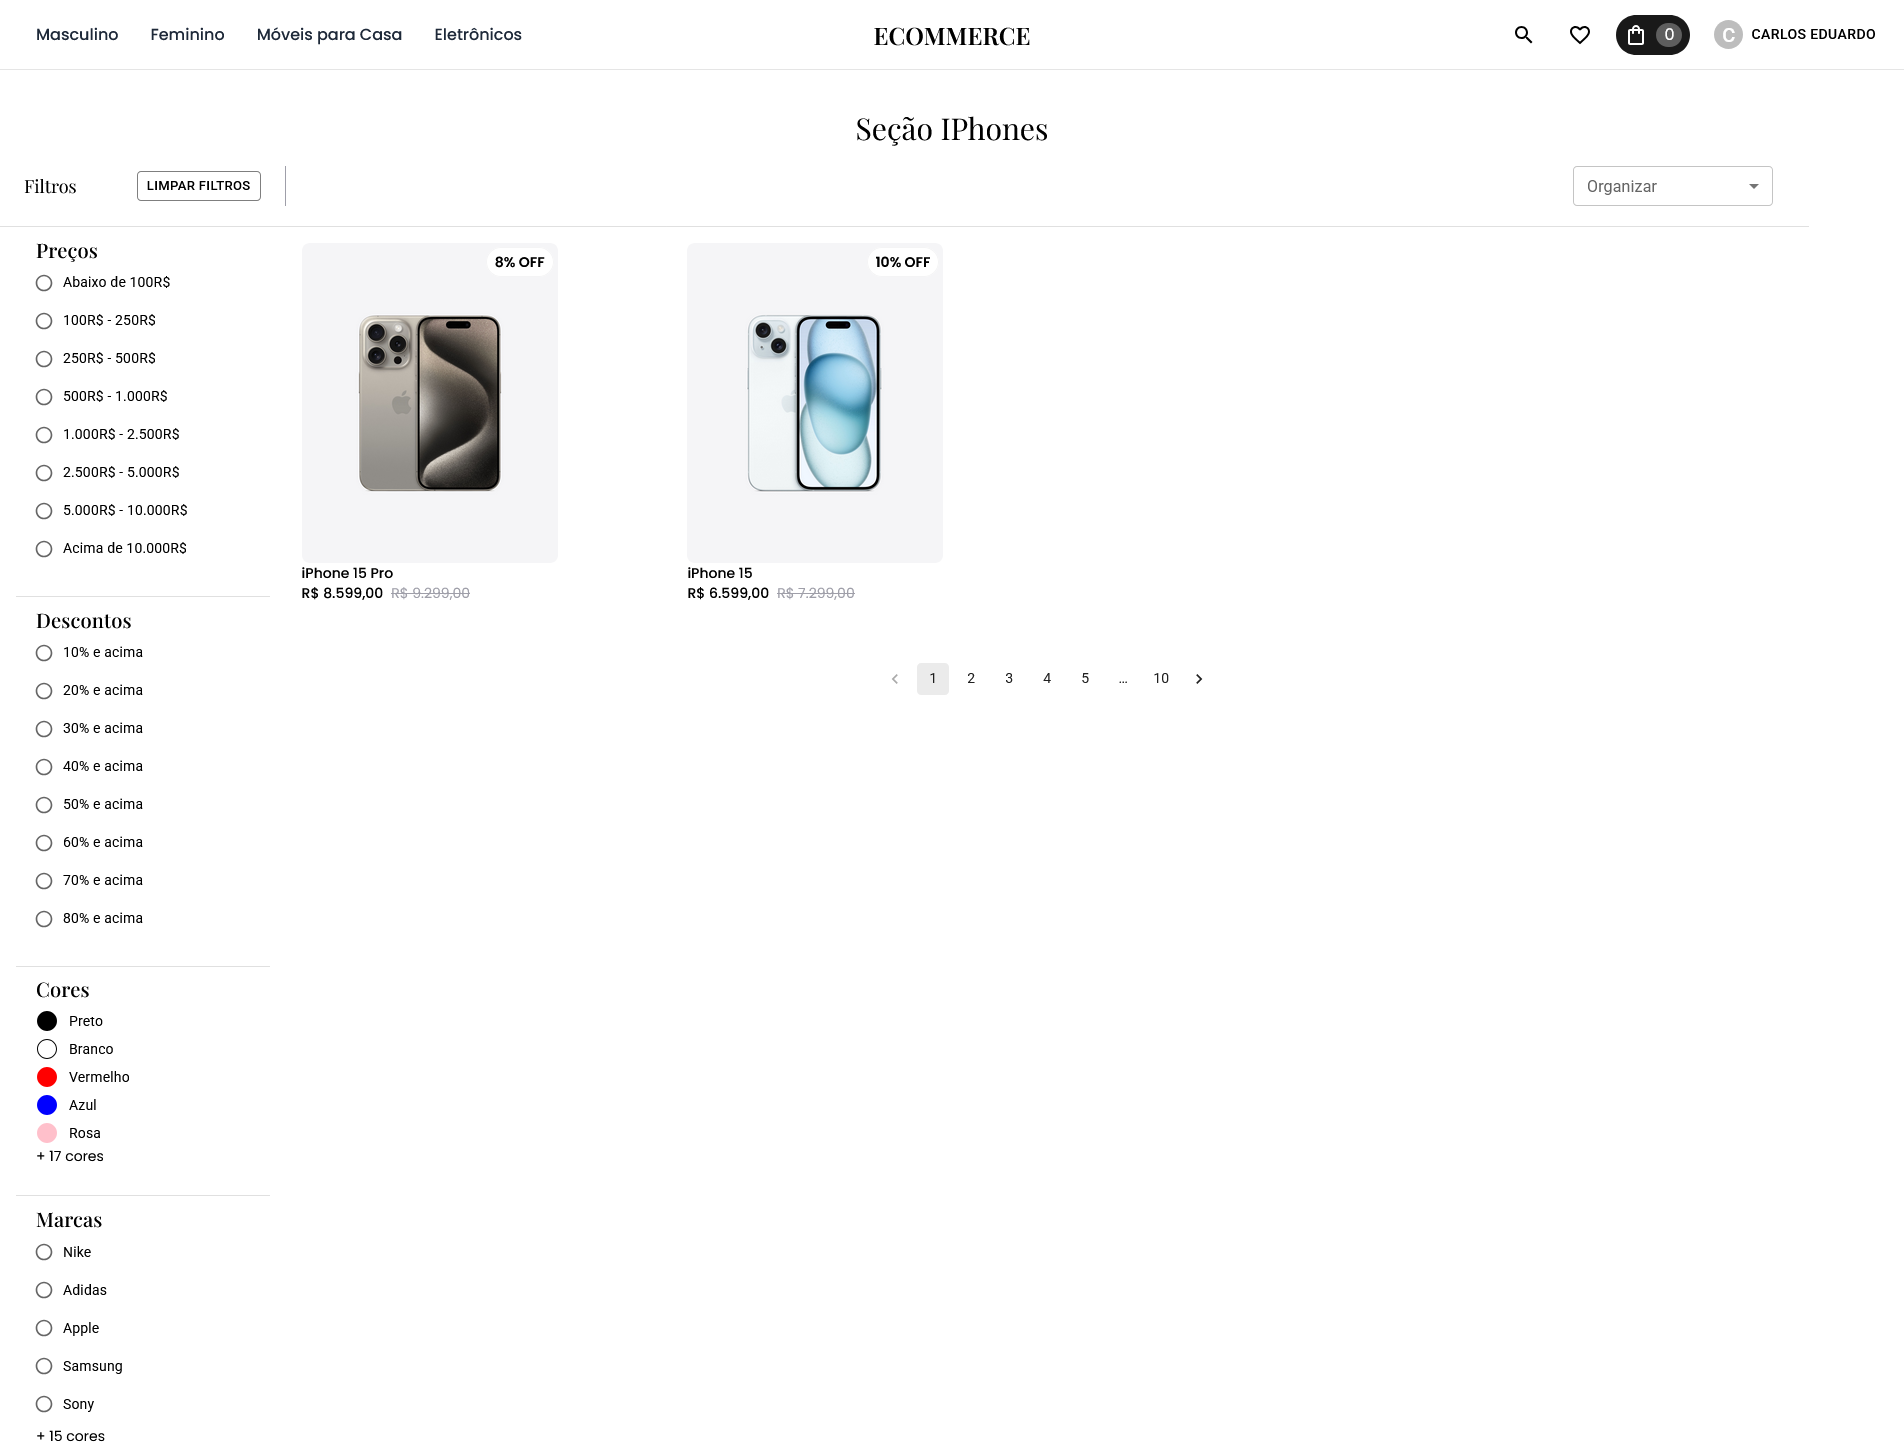 Masculino Feminino Móveis para Casa Eletrônicos ECOMMERCE 0 C CARLOS EDUARDO
Seção IPhones
Filtros LIMPAR FILTROS Organizar
Preços
Abaixo de 100R$
100R$ - 250R$
250R$ - 500R$
500R$ - 1.000R$
1.000R$ - 2.500R$
2.500R$ - 5.000R$
5.000R$ - 10.000R$
Acima de 10.000R$
Descontos
10% e acima
20% e acima
30% e acima
40% e acima
50% e acima
60% e acima
70% e acima
80% e acima
Cores
Preto
Branco
Vermelho
Azul
Rosa
+ 17 cores
Marcas
Nike
Adidas
Apple
Samsung
Sony
+ 15 cores
8% OFF
iPhone 15 Pro
R$ 8.599,00 R$ 9.299,00
10% OFF
iPhone 15
R$ 6.599,00 R$ 7.299,00
1 2 3 4 5 ... 10